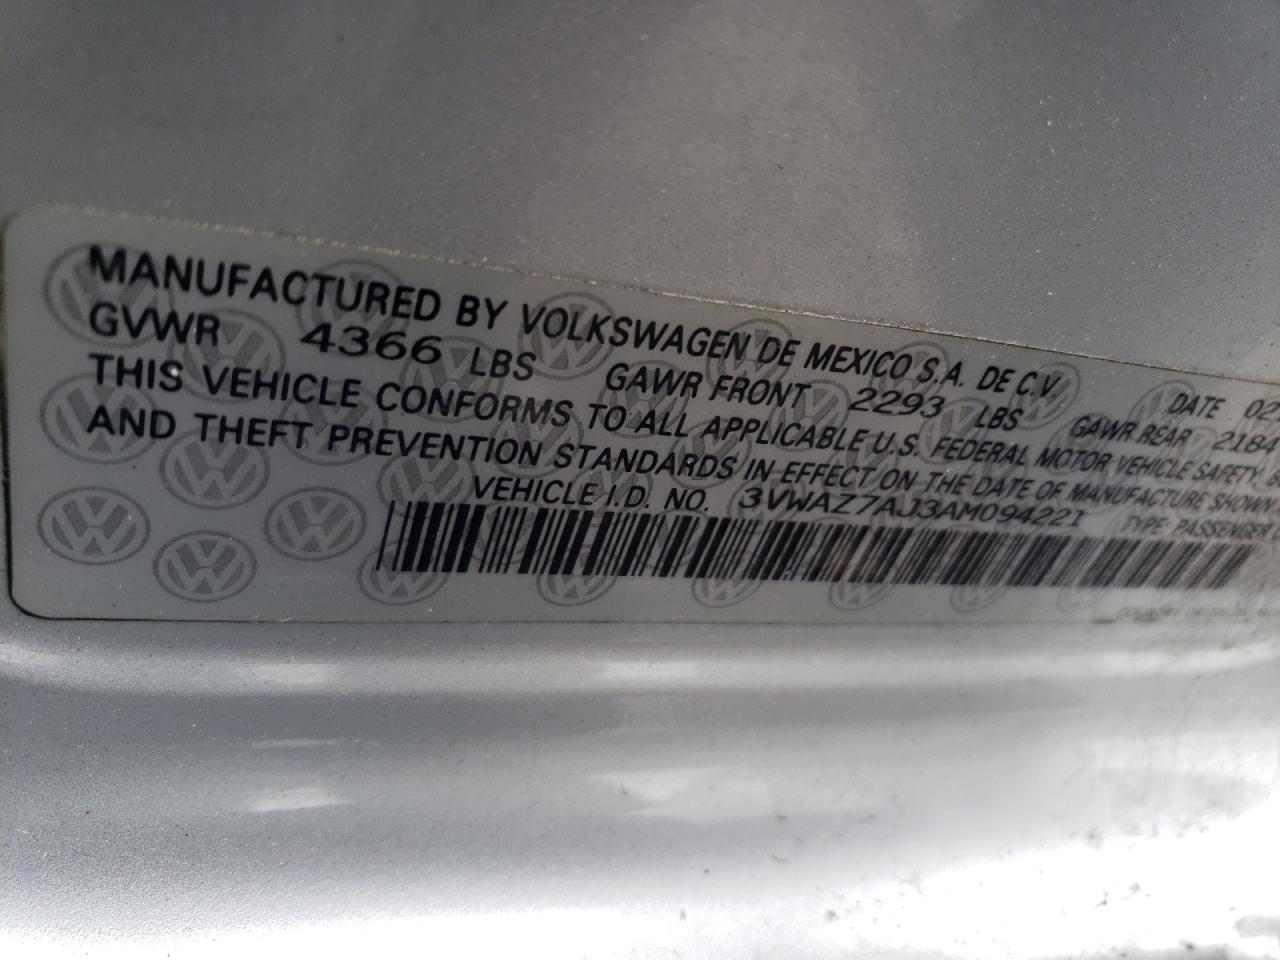 MANUFACTURED BY VOLKSWAGEN DE MEXICO S.A. DE C.V. DATE 02
GVWR 4366 LBS GAWR FRONT 2293 LBS GAWR REAR 2184
THIS VEHICLE CONFORMS TO ALL APPLICABLE U.S. FEDERAL MOTOR VEHICLE SAFETY,
AND THEFT PREVENTION STANDARDS IN EFFECT ON THE DATE OF MANUFACTURE SHOWN
VEHICLE I.D. NO. 3VWAZ7AJ3AM094221 TYPE: PASSENGER